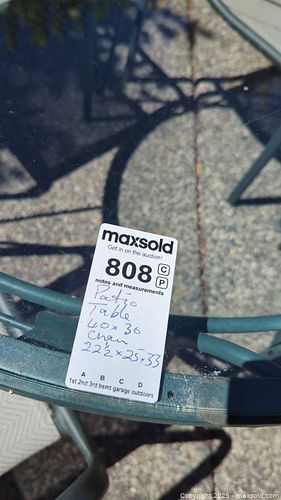 maxsold
Get in on the auction!
808 C
P
notes and measurements
Patio
Table
40 x 30
Chair
22½ x 25 x 33
A B C D
1st 2nd 3rd bsmt garage outdoors
Copyright © 2025 - maxsold.com